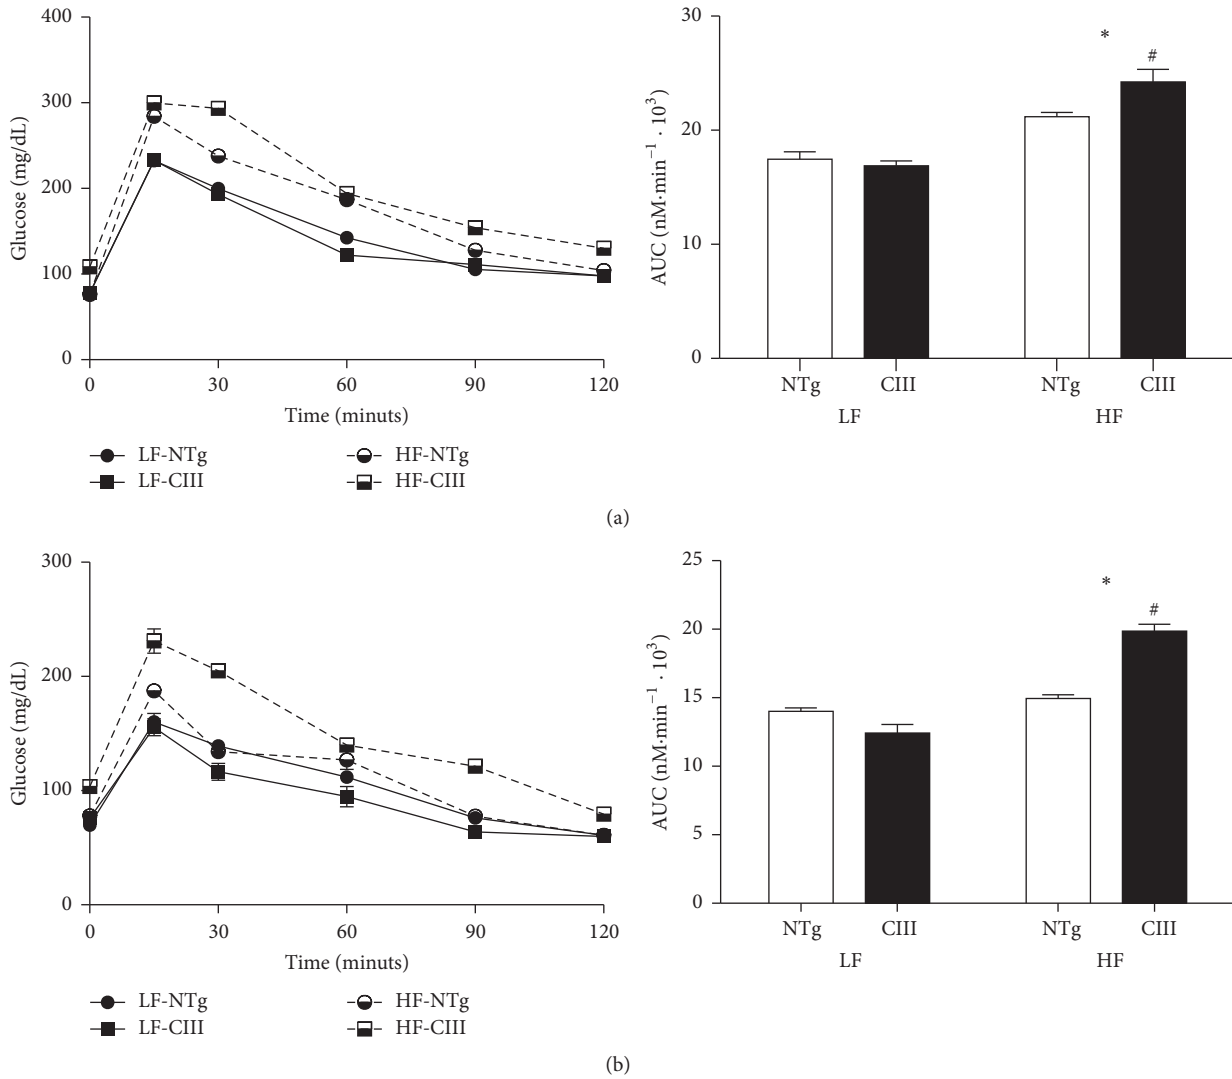 400
300
200
100
0
Glucose (mg/dL)
0 30 60 90 120
Time (minuts)
LF-NTg HF-NTg
LF-CIII HF-CIII
30
20
10
0
AUC (nM·min⁻¹ · 10³)
*
#
NTg CIII NTg CIII
LF HF
(a)
300
200
100
0
Glucose (mg/dL)
0 30 60 90 120
Time (minuts)
LF-NTg HF-NTg
LF-CIII HF-CIII
25
20
15
10
5
0
AUC (nM·min⁻¹ · 10³)
*
#
NTg CIII NTg CIII
LF HF
(b)